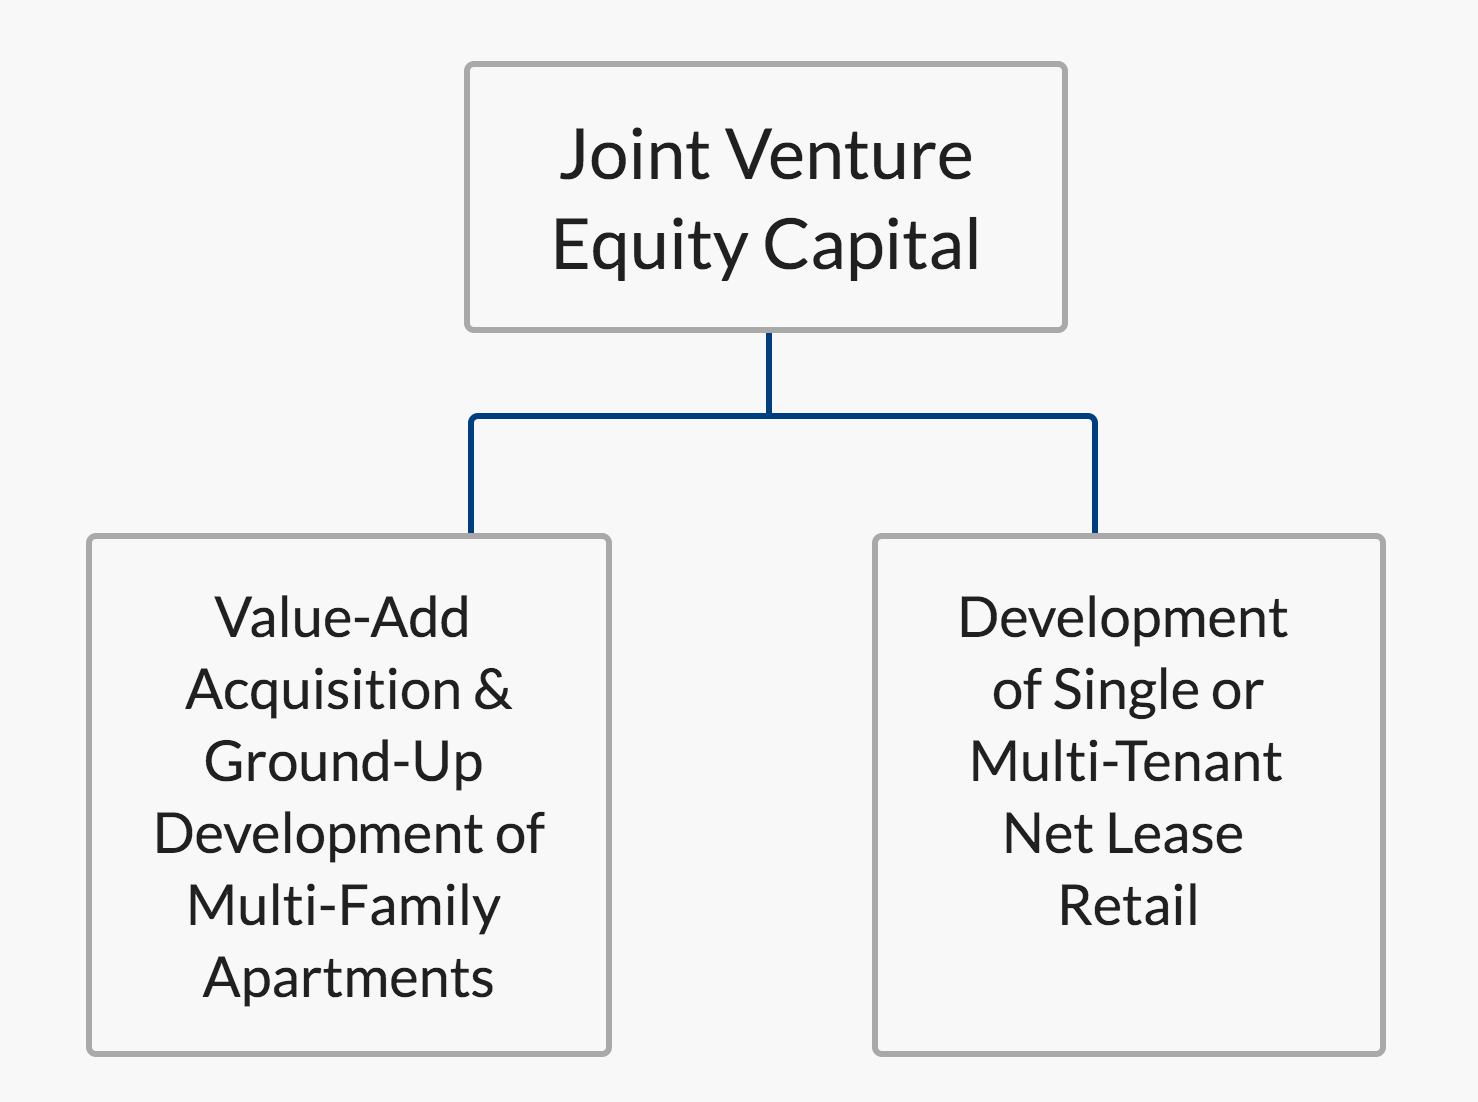 Joint Venture
Equity Capital
Value-Add
Acquisition &
Ground-Up
Development of
Multi-Family
Apartments
Development
of Single or
Multi-Tenant
Net Lease
Retail